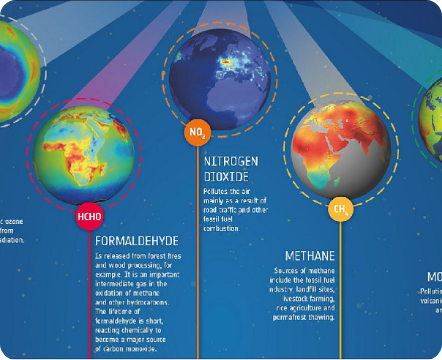 NO₂
HCHO
CH₄
c ozone
from
diation.
FORMALDEHYDE
Is released from forest fires
and wood processing, for
example. It is an important
intermediate gas in the
oxidation of methane
and other hydrocarbons.
The lifetime of
formaldehyde is short,
reacting chemically to
become a major source
of carbon monoxide.
NITROGEN
DIOXIDE
Pollutes the air
mainly as a result of
road traffic and other
fossil fuel
combustion.
METHANE
Sources of methane
include the fossil fuel
industry, landfill sites,
livestock farming,
rice agriculture and
permafrost thawing.
MO
Pollutio
volcani